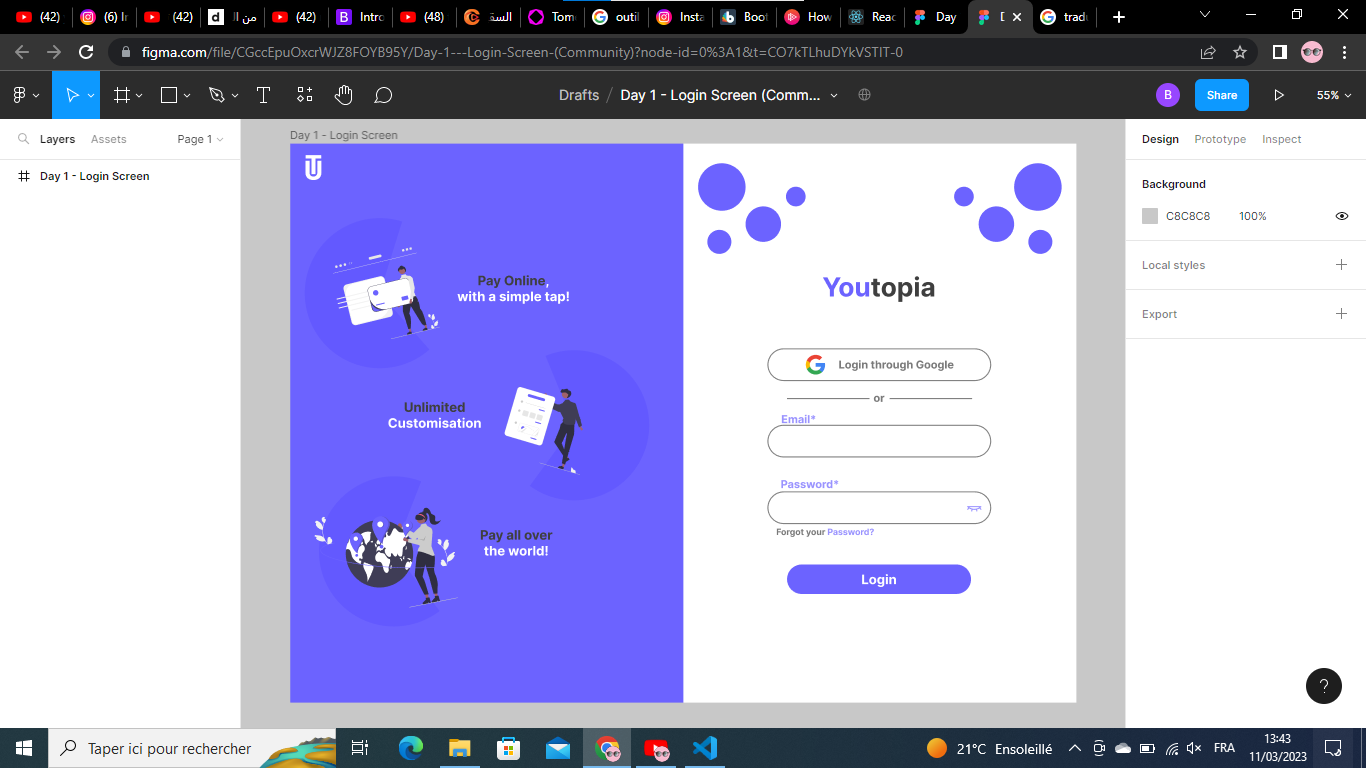 (42)
(6) In
(42)
d
من ال
(42)
B Intro
(48)
السة
Tom
outil
Insta
Boot
How
Reac
Day
D
tradu
figma.com/file/CGccEpuOxcrWJZ8FOYB95Y/Day-1---Login-Screen-(Community)?node-id=0%3A1&t=CO7kTLhuDYkVSTIT-0
Drafts / Day 1 - Login Screen (Comm...
B
Share
55%
Layers
Assets
Page 1
Day 1 - Login Screen
Day 1 - Login Screen
Pay Online,
with a simple tap!
Unlimited
Customisation
Pay all over
the world!
Youtopia
Login through Google
or
Email*
Password*
Forgot your Password?
Login
Design
Prototype
Inspect
Background
C8C8C8
100%
Local styles
Export
?
Taper ici pour rechercher
21°C Ensoleillé
FRA
13:43
11/03/2023